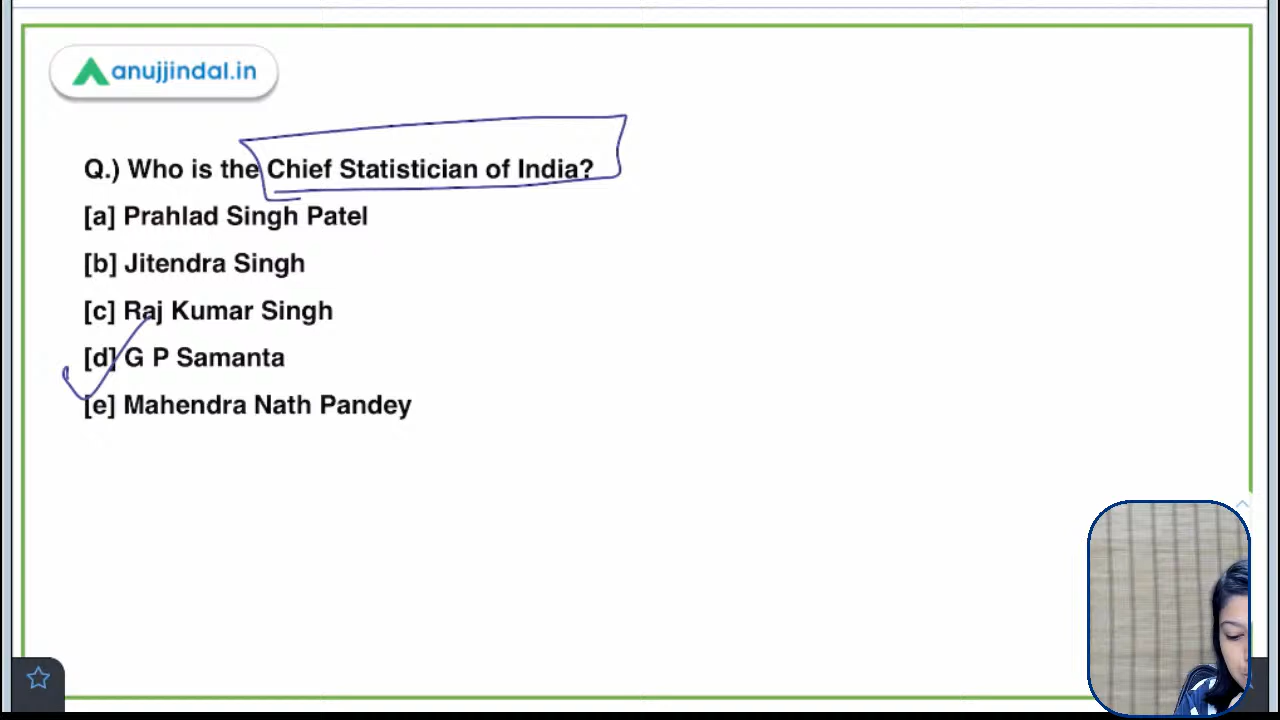 anujjindal.in
Q.) Who is the Chief Statistician of India?
[a] Prahlad Singh Patel
[b] Jitendra Singh
[c] Raj Kumar Singh
[d] G P Samanta
[e] Mahendra Nath Pandey